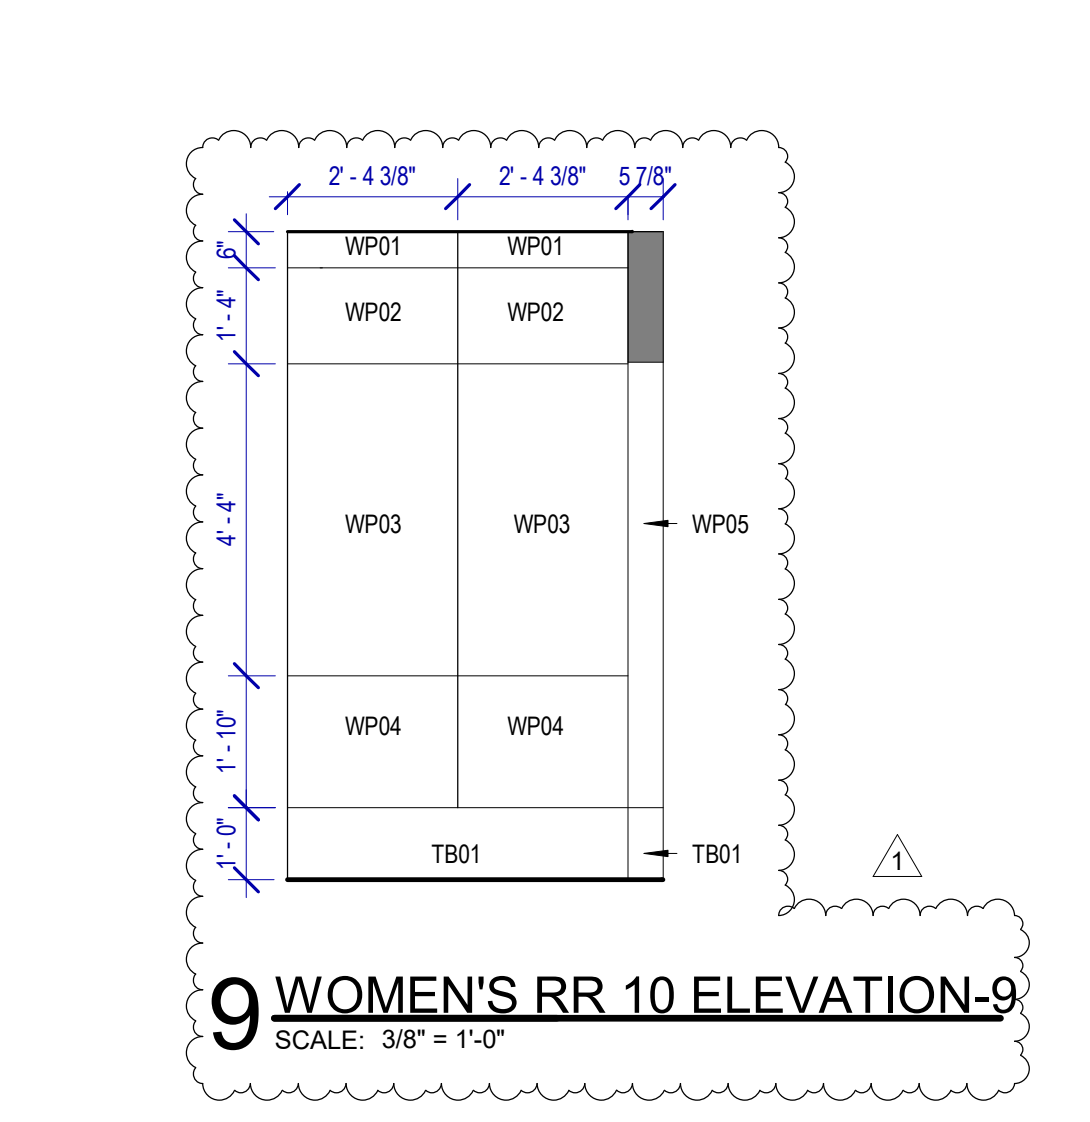 2' - 4 3/8" 2' - 4 3/8" 5 7/8"
6" WP01 WP01
1' - 4" WP02 WP02
4' - 4" WP03 WP03 WP05
1' - 10" WP04 WP04
1' - 0" TB01 TB01
1
9 WOMEN'S RR 10 ELEVATION-9
SCALE: 3/8" = 1'-0"